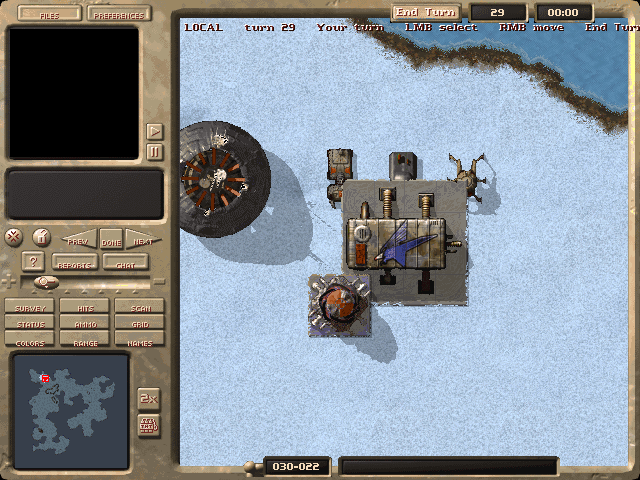 FILES PREFERENCES End Turn 29 00:00
LOCAL turn 29 Your turn LMB select RMB move End Turn
PREV DONE NEXT
? REPORTS CHAT
SURVEY HITS SCAN
STATUS AMMO GRID
COLORS RANGE NAMES
2x
030-022